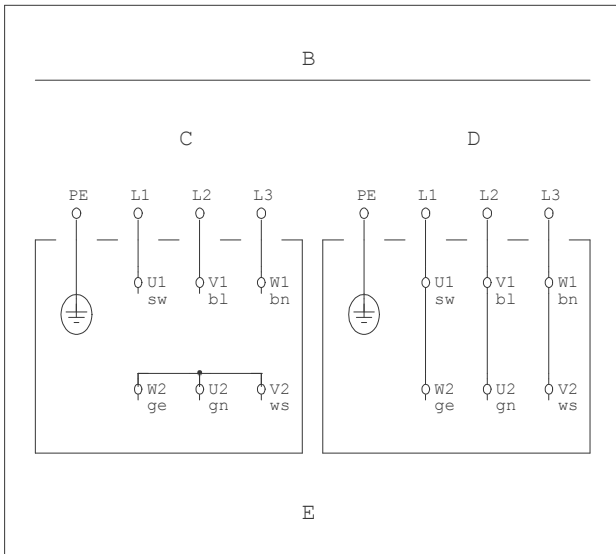 B
C D
PE L1 L2 L3 PE L1 L2 L3
U1 V1 W1 U1 V1 W1
sw bl bn sw bl bn
W2 U2 V2 W2 U2 V2
ge gn ws ge gn ws
E